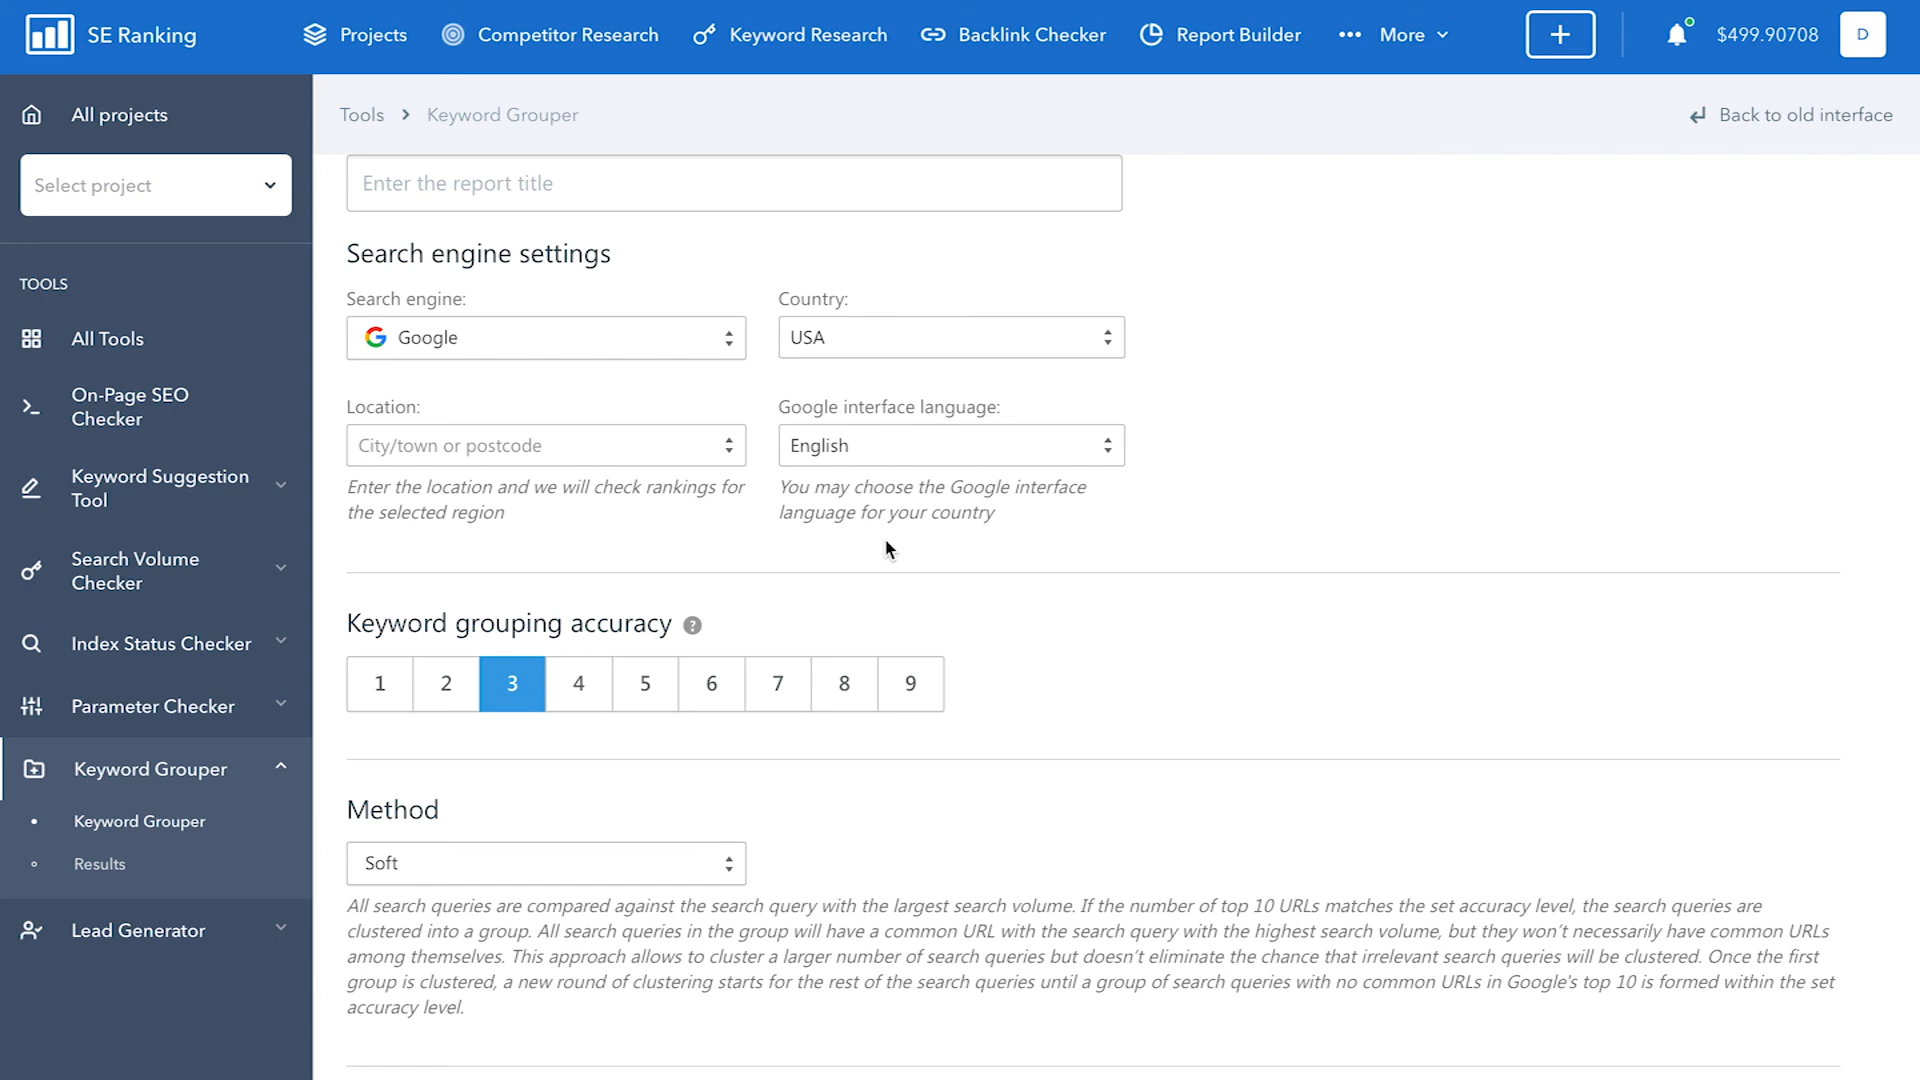 SE Ranking
Projects
Competitor Research
Keyword Research
Backlink Checker
Report Builder
More
$499.90708
D
All projects
Select project
TOOLS
All Tools
On-Page SEO
Checker
Keyword Suggestion
Tool
Search Volume
Checker
Index Status Checker
Parameter Checker
Keyword Grouper
Keyword Grouper
Results
Lead Generator
Tools > Keyword Grouper
Back to old interface
Enter the report title
Search engine settings
Search engine:
Country:
Google
USA
Location:
Google interface language:
City/town or postcode
English
Enter the location and we will check rankings for
the selected region
You may choose the Google interface
language for your country
Keyword grouping accuracy ?
1 2 3 4 5 6 7 8 9
Method
Soft
All search queries are compared against the search query with the largest search volume. If the number of top 10 URLs matches the set accuracy level, the search queries are
clustered into a group. All search queries in the group will have a common URL with the search query with the highest search volume, but they won't necessarily have common URLs
among themselves. This approach allows to cluster a larger number of search queries but doesn't eliminate the chance that irrelevant search queries will be clustered. Once the first
group is clustered, a new round of clustering starts for the rest of the search queries until a group of search queries with no common URLs in Google's top 10 is formed within the set
accuracy level.